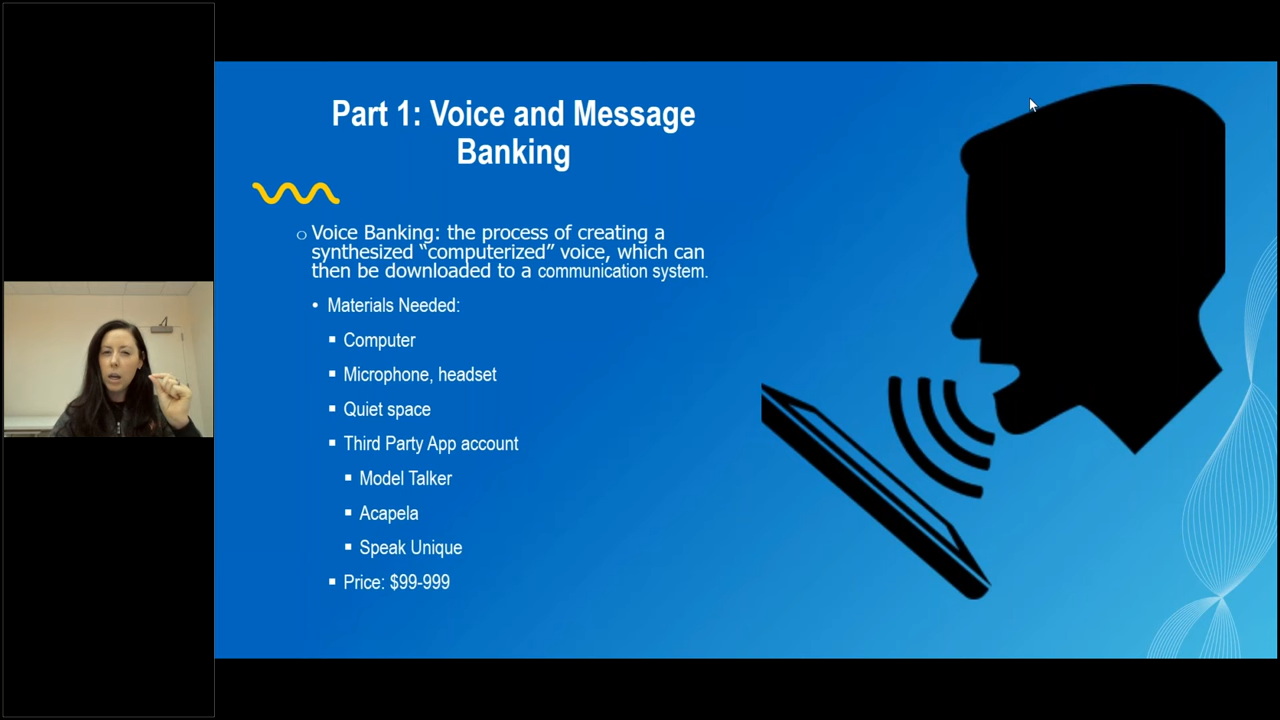 Part 1: Voice and Message
Banking
Voice Banking: the process of creating a
synthesized “computerized” voice, which can
then be downloaded to a communication system.
Materials Needed:
Computer
Microphone, headset
Quiet space
Third Party App account
Model Talker
Acapela
Speak Unique
Price: $99-999